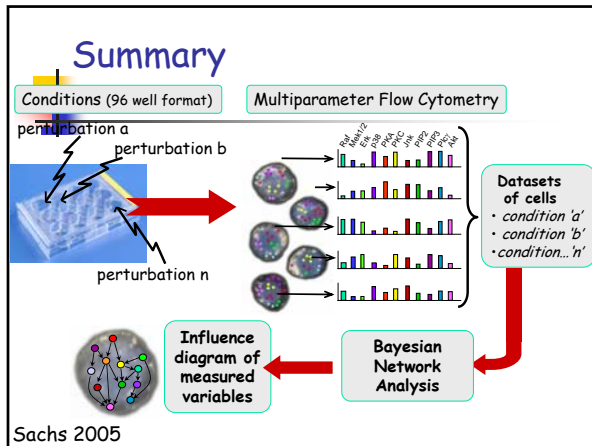 Summary
Conditions (96 well format)
Multiparameter Flow Cytometry
perturbation a
perturbation b
perturbation n
Raf
Mek1/2
Erk
p38
PKA
PKC
Jnk
PIP2
PIP3
Plcγ
Akt
Datasets
of cells
• condition ‘a’
• condition ‘b’
•condition…‘n’
Influence
diagram of
measured
variables
Bayesian
Network
Analysis
Sachs 2005